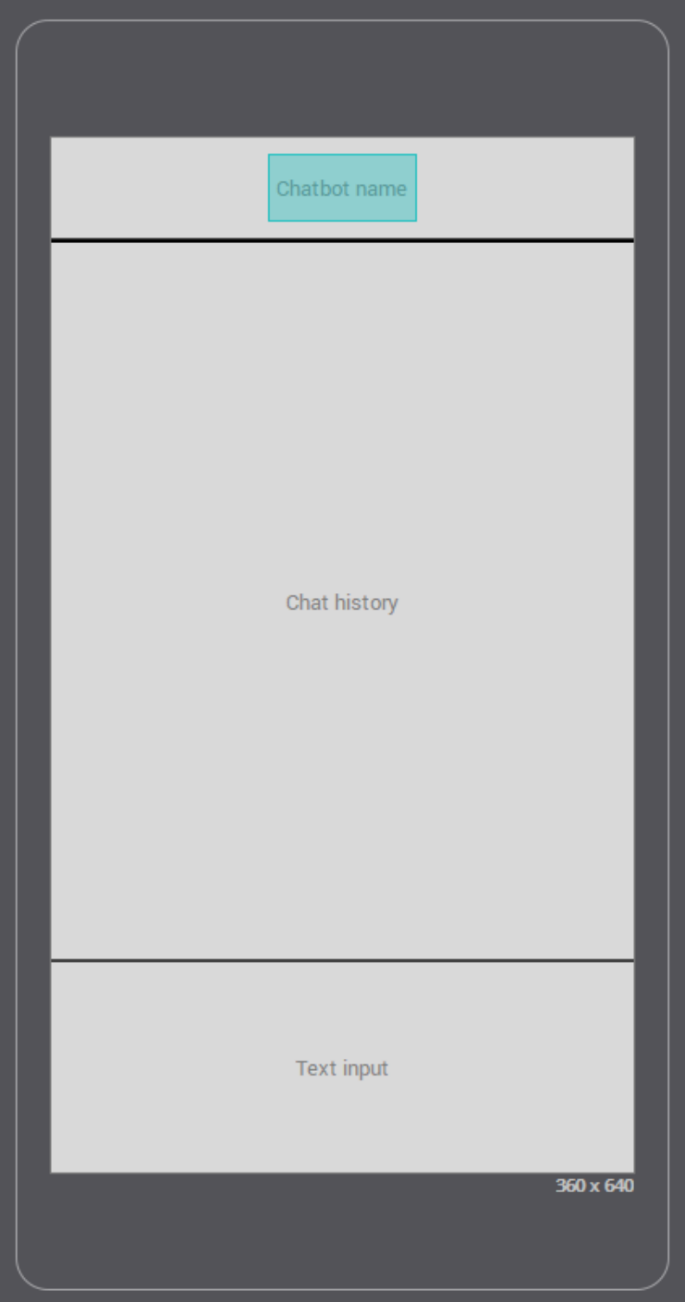 Chatbot name
Chat history
Text input
360 x 640